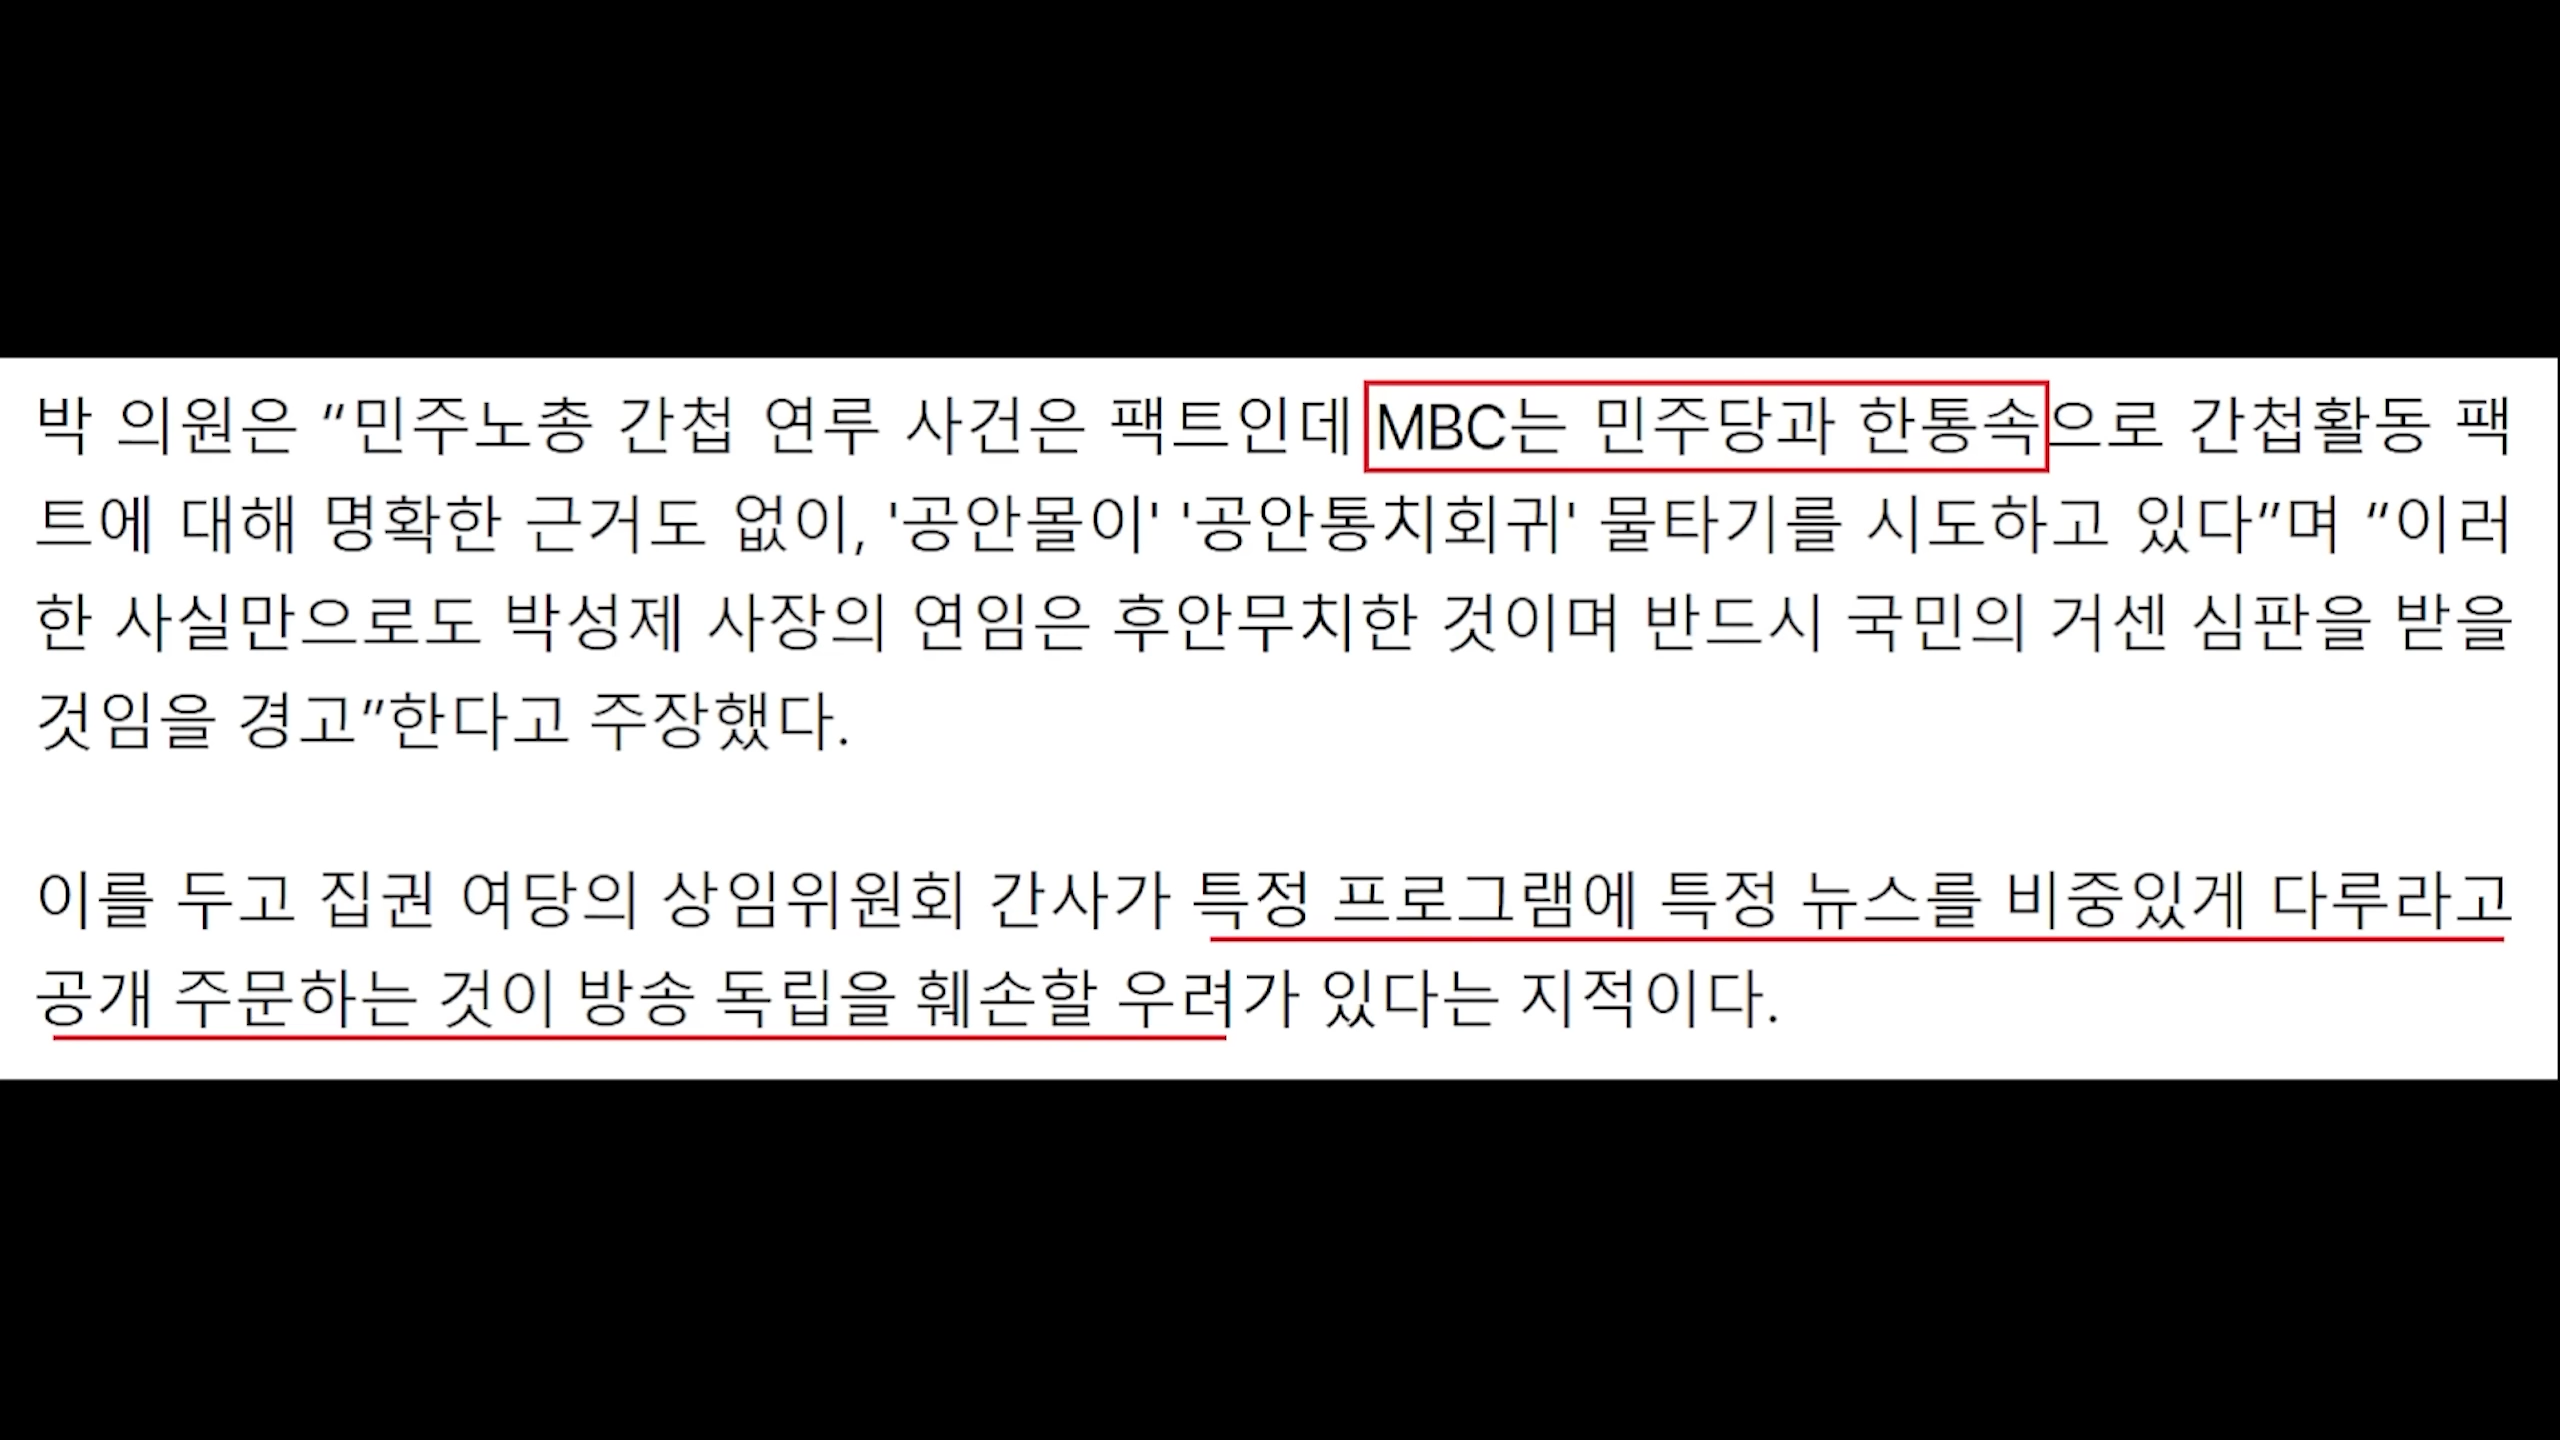 박 의원은 "민주노총 간첩 연루 사건은 팩트인데 MBC는 민주당과 한통속으로 간첩활동 팩
트에 대해 명확한 근거도 없이, '공안몰이' '공안통치회귀' 물타기를 시도하고 있다"며 "이러
한 사실만으로도 박성제 사장의 연임은 후안무치한 것이며 반드시 국민의 거센 심판을 받을
것임을 경고"한다고 주장했다.
이를 두고 집권 여당의 상임위원회 간사가 특정 프로그램에 특정 뉴스를 비중있게 다루라고
공개 주문하는 것이 방송 독립을 훼손할 우려가 있다는 지적이다.